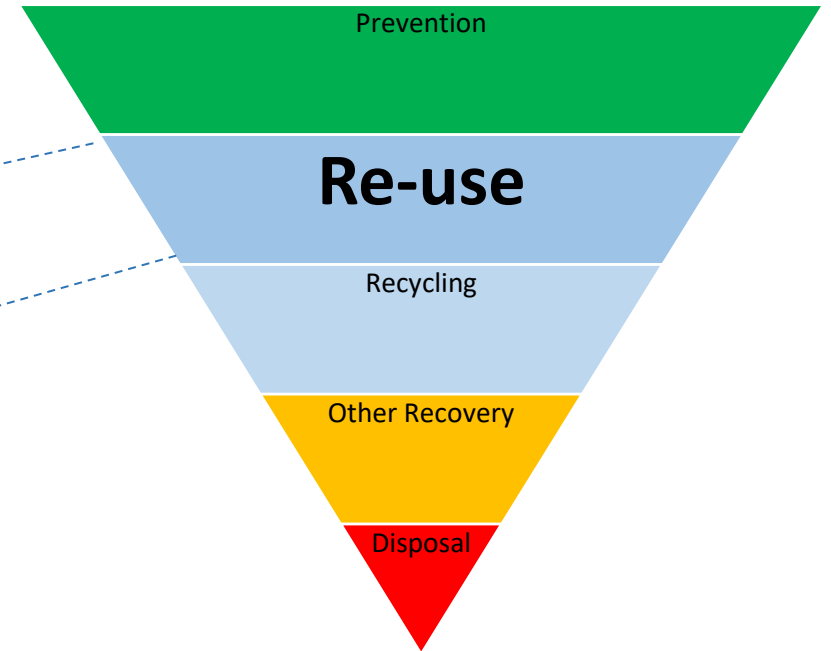 Prevention
Re-use
Recycling
Other Recovery
Disposal